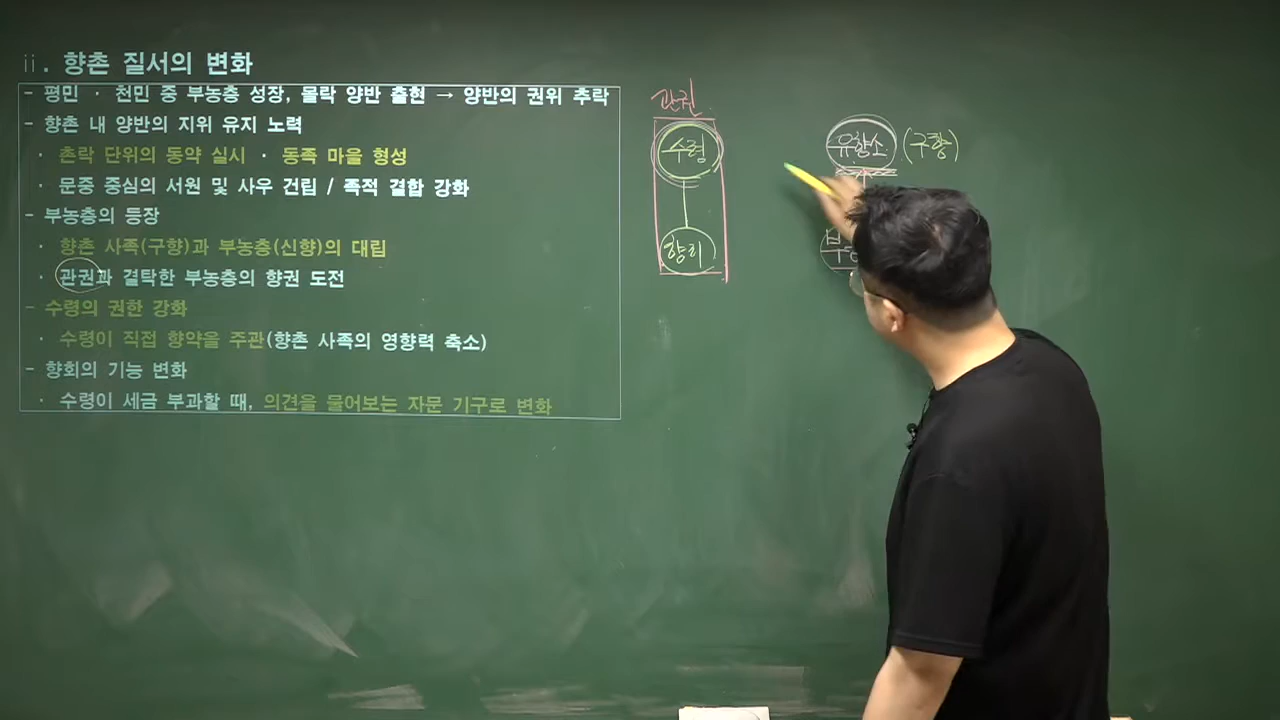 ⅱ. 향촌 질서의 변화
- 평민 · 천민 중 부농층 성장, 몰락 양반 출현 → 양반의 권위 추락
- 향촌 내 양반의 지위 유지 노력
· 촌락 단위의 동약 실시 · 동족 마을 형성
· 문중 중심의 서원 및 사우 건립 / 족적 결합 강화
- 부농층의 등장
· 향촌 사족(구향)과 부농층(신향)의 대립
· 관권과 결탁한 부농층의 향권 도전
- 수령의 권한 강화
· 수령이 직접 향약을 주관(향촌 사족의 영향력 축소)
- 향회의 기능 변화
· 수령이 세금 부과할 때, 의견을 물어보는 자문 기구로 변화
관권
수령
향리
유향소 (구향)
부